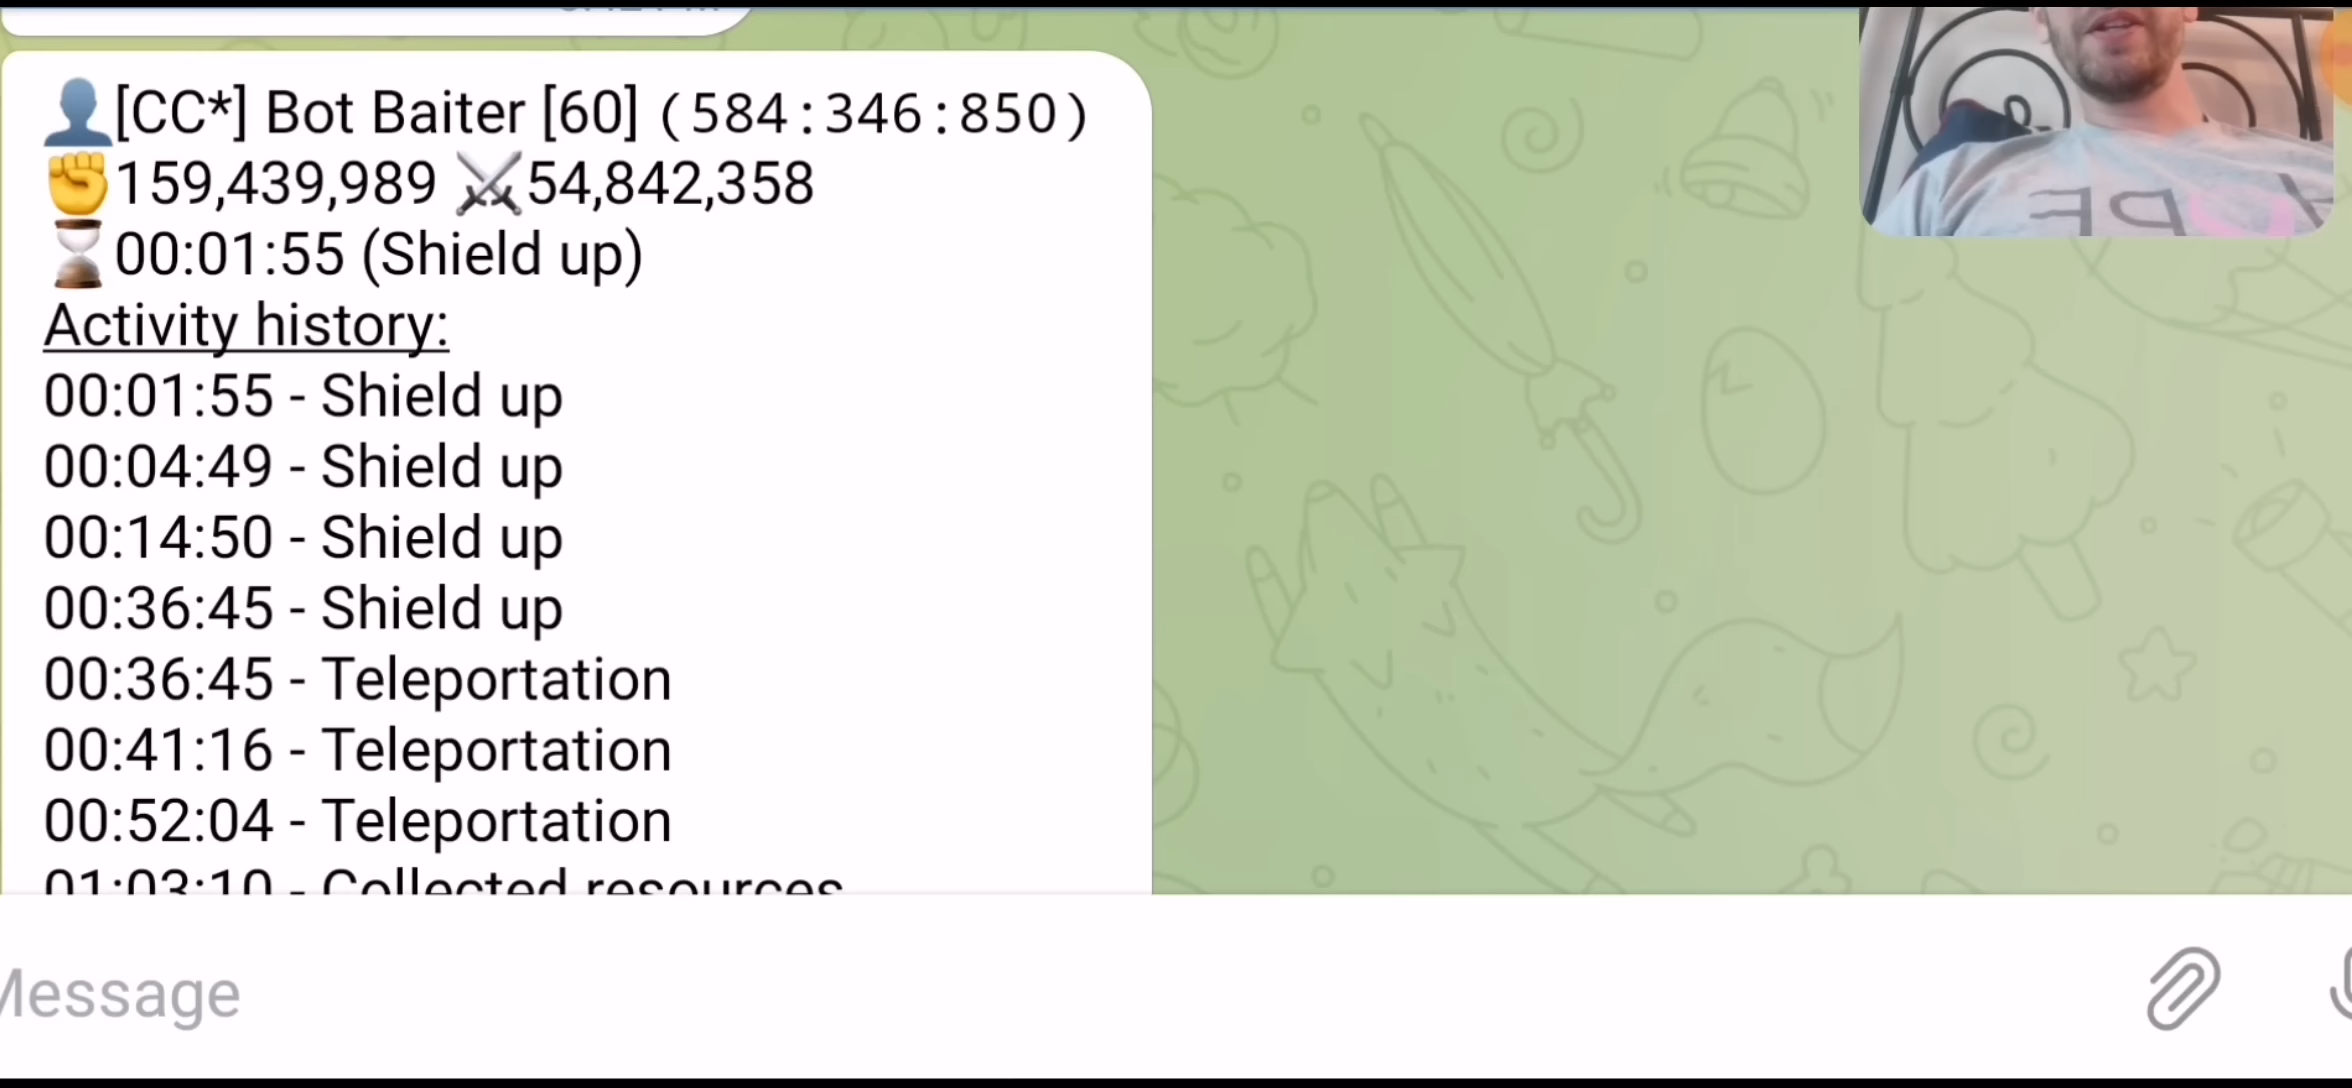 [CC*] Bot Baiter [60] (584:346:850)
159,439,989 ⚔54,842,358
00:01:55 (Shield up)
Activity history:
00:01:55 - Shield up
00:04:49 - Shield up
00:14:50 - Shield up
00:36:45 - Shield up
00:36:45 - Teleportation
00:41:16 - Teleportation
00:52:04 - Teleportation
01:03:10 - Collected resources
Message